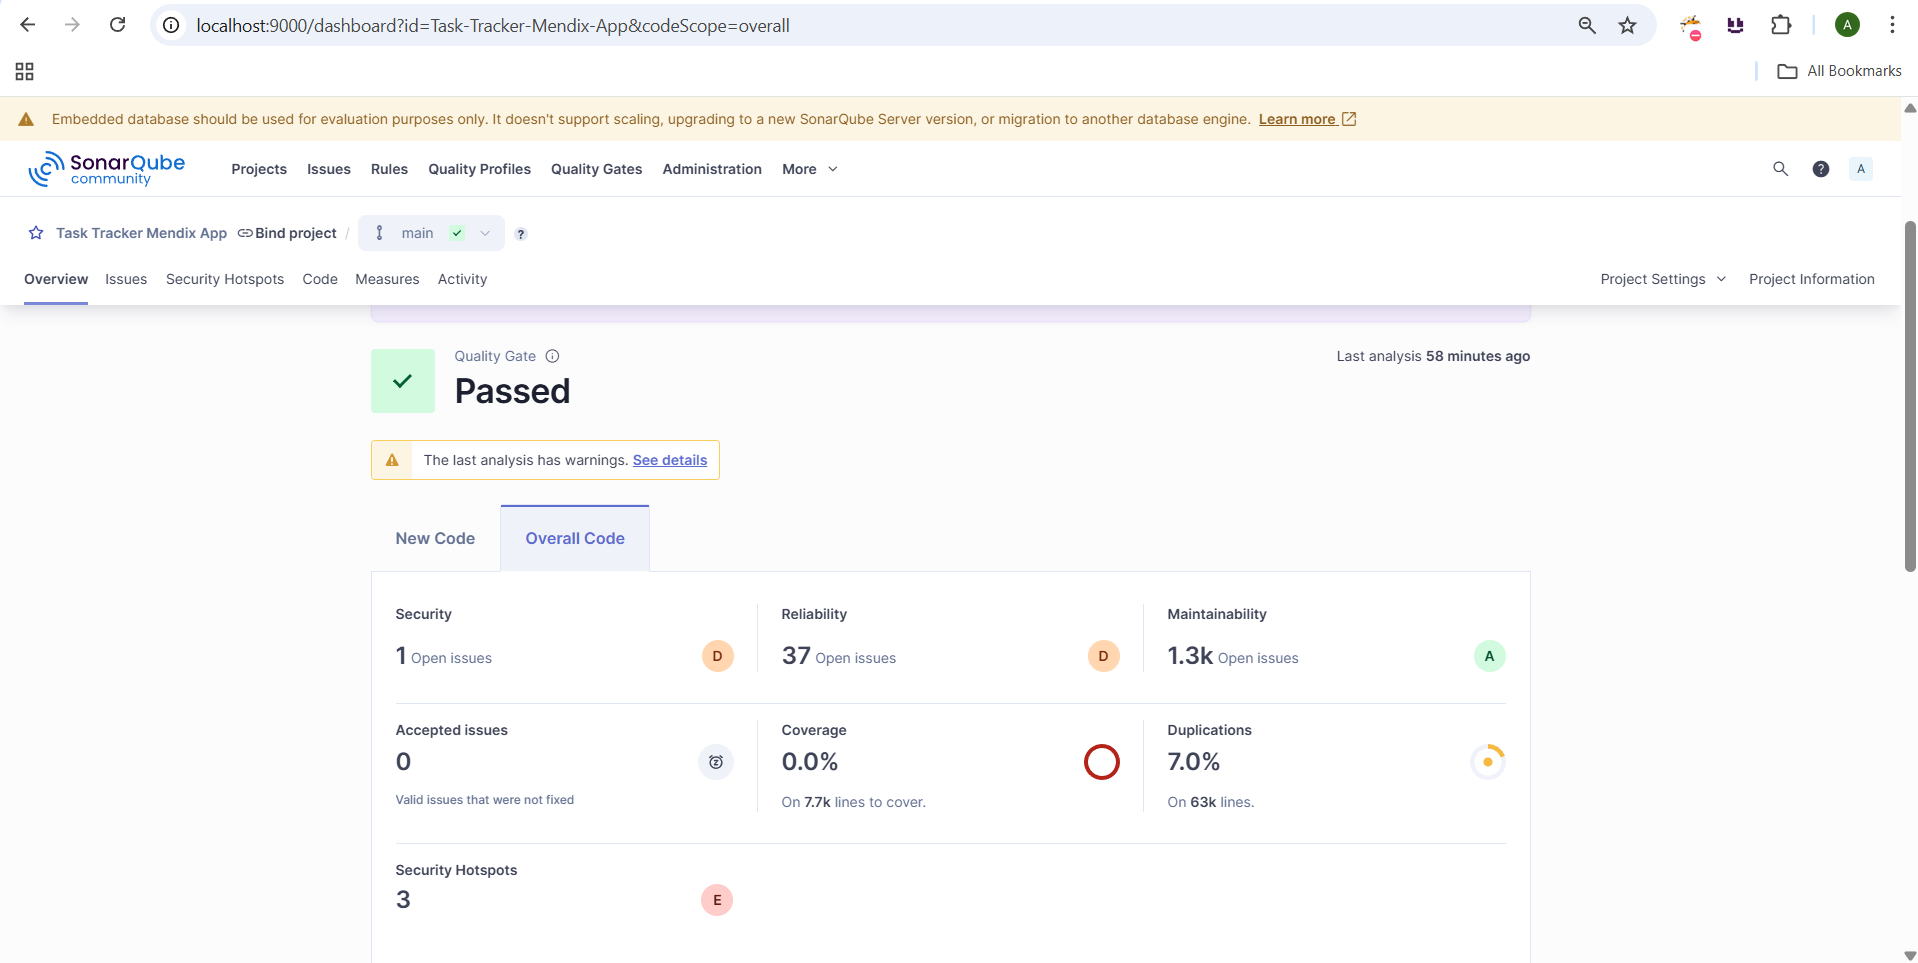 localhost:9000/dashboard?id=Task-Tracker-Mendix-App&codeScope=overall
A
All Bookmarks
Embedded database should be used for evaluation purposes only. It doesn't support scaling, upgrading to a new SonarQube Server version, or migration to another database engine. Learn more
SonarQube community
Projects Issues Rules Quality Profiles Quality Gates Administration More
? A
Task Tracker Mendix App Bind project / main ?
Overview Issues Security Hotspots Code Measures Activity
Project Settings Project Information
Quality Gate
Passed
Last analysis 58 minutes ago
The last analysis has warnings. See details
New Code Overall Code
Security
1 Open issues D
Reliability
37 Open issues D
Maintainability
1.3k Open issues A
Accepted issues
0
Valid issues that were not fixed
Coverage
0.0%
On 7.7k lines to cover.
Duplications
7.0%
On 63k lines.
Security Hotspots
3 E